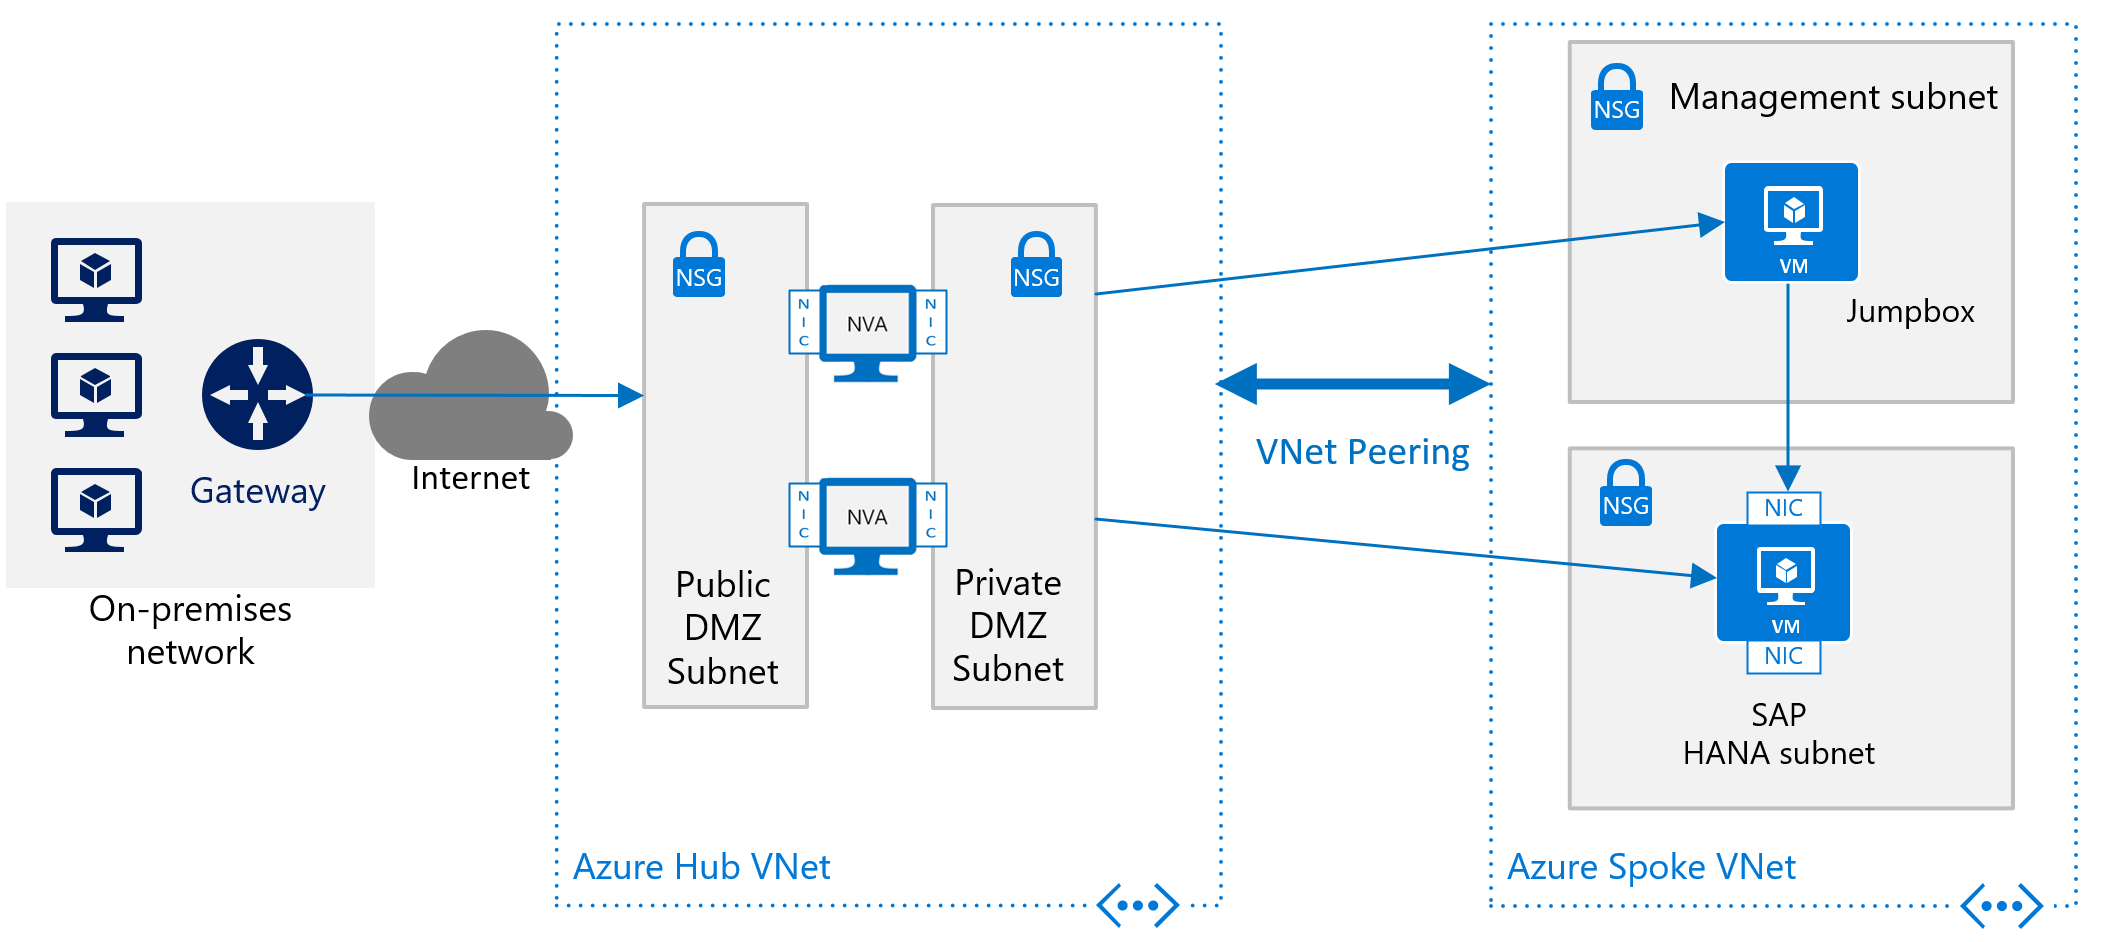 Gateway
On-premises
network
Internet
NSG
Public
DMZ
Subnet
NIC
NVA
NIC
NIC
NVA
NIC
NSG
Private
DMZ
Subnet
Azure Hub VNet
VNet Peering
NSG
Management subnet
VM
Jumpbox
NSG
NIC
VM
NIC
SAP
HANA subnet
Azure Spoke VNet